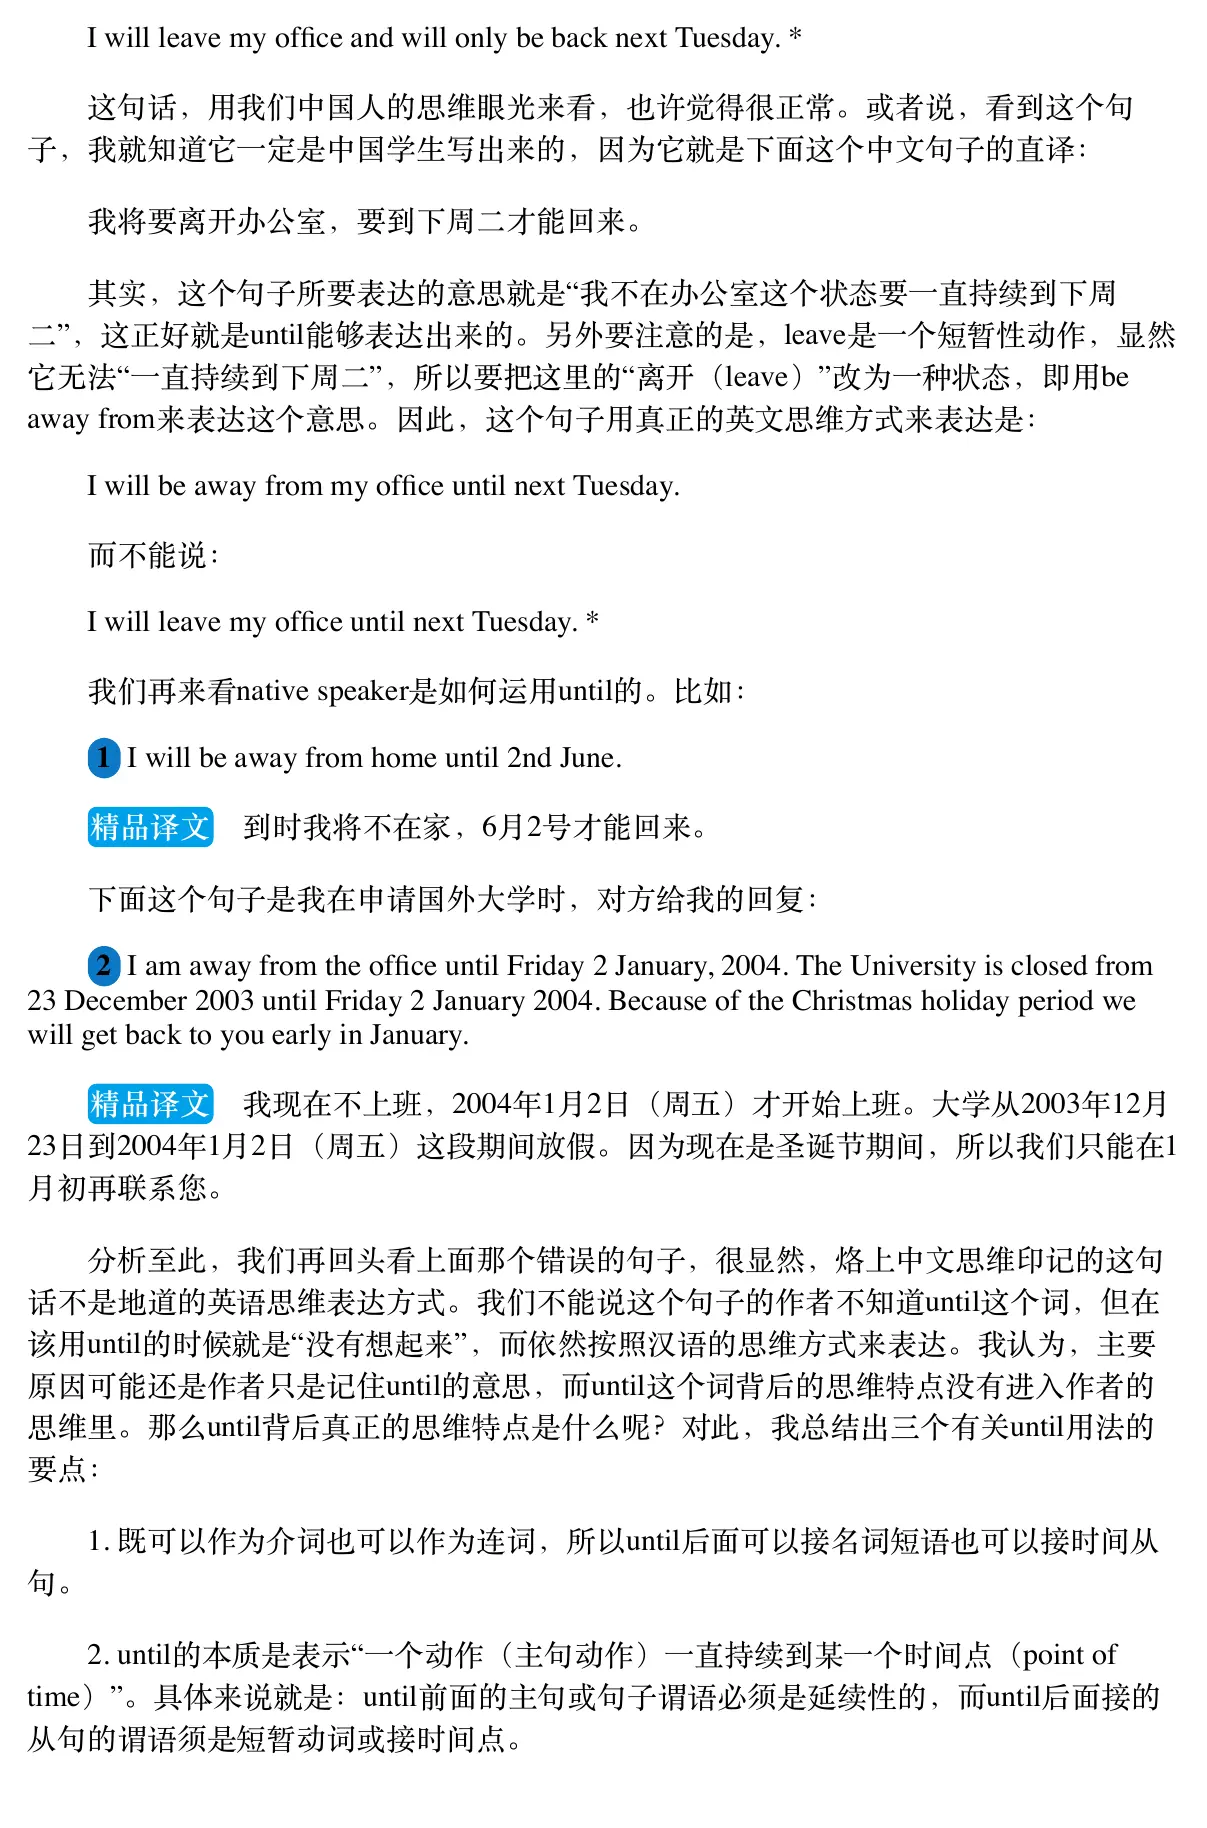 I will leave my office and will only be back next Tuesday. *
这句话，用我们中国人的思维眼光来看，也许觉得很正常。或者说，看到这个句
子，我就知道它一定是中国学生写出来的，因为它就是下面这个中文句子的直译：
我将要离开办公室，要到下周二才能回来。
其实，这个句子所要表达的意思就是“我不在办公室这个状态要一直持续到下周
二”，这正好就是until能够表达出来的。另外要注意的是，leave是一个短暂性动作，显然
它无法“一直持续到下周二”，所以要把这里的“离开（leave）”改为一种状态，即用be
away from来表达这个意思。因此，这个句子用真正的英文思维方式来表达是：
I will be away from my office until next Tuesday.
而不能说：
I will leave my office until next Tuesday. *
我们再来看native speaker是如何运用until的。比如：
1 I will be away from home until 2nd June.
精品译文 到时我将不在家，6月2号才能回来。
下面这个句子是我在申请国外大学时，对方给我的回复：
2 I am away from the office until Friday 2 January, 2004. The University is closed from
23 December 2003 until Friday 2 January 2004. Because of the Christmas holiday period we
will get back to you early in January.
精品译文 我现在不上班，2004年1月2日（周五）才开始上班。大学从2003年12月
23日到2004年1月2日（周五）这段期间放假。因为现在是圣诞节期间，所以我们只能在1
月初再联系您。
分析至此，我们再回头看上面那个错误的句子，很显然，烙上中文思维印记的这句
话不是地道的英语思维表达方式。我们不能说这个句子的作者不知道until这个词，但在
该用until的时候就是“没有想起来”，而依然按照汉语的思维方式来表达。我认为，主要
原因可能还是作者只是记住until的意思，而until这个词背后的思维特点没有进入作者的
思维里。那么until背后真正的思维特点是什么呢？对此，我总结出三个有关until用法的
要点：
1. 既可以作为介词也可以作为连词，所以until后面可以接名词短语也可以接时间从
句。
2. until的本质是表示“一个动作（主句动作）一直持续到某一个时间点（point of
time）”。具体来说就是：until前面的主句或句子谓语必须是延续性的，而until后面接的
从句的谓语须是短暂动词或接时间点。